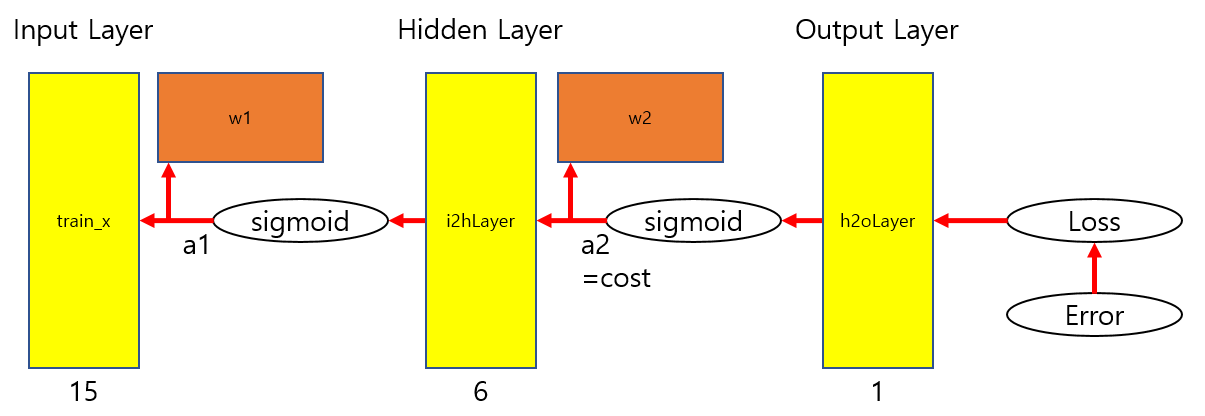 Input Layer
Hidden Layer
Output Layer
w1
w2
train_x
sigmoid
i2hLayer
sigmoid
h2oLayer
Loss
a1
a2
=cost
Error
15
6
1